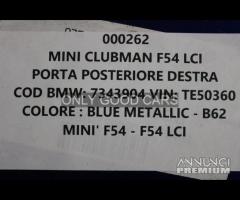 000262
MINI CLUBMAN F54 LCI
PORTA POSTERIORE DESTRA
COD BMW: 7343904 VIN: TE50360
ONLY GOOD CARS
COLORE : BLUE METALLIC - B62
MINI' F54 - F54 LCI
ANNUNCI
PREMIUM